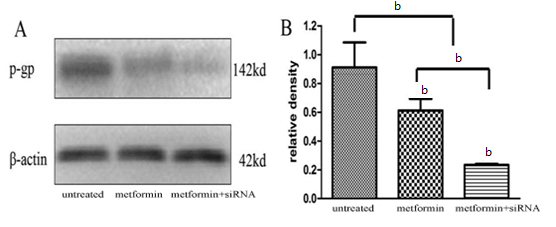 A
p-gp
142kd
β-actin
42kd
untreated metformin metformin+siRNA
B
relative density
1.2
1.0
0.8
0.6
0.4
0.2
0.0
b
b
b
b
untreated metformin metformin+siRNA